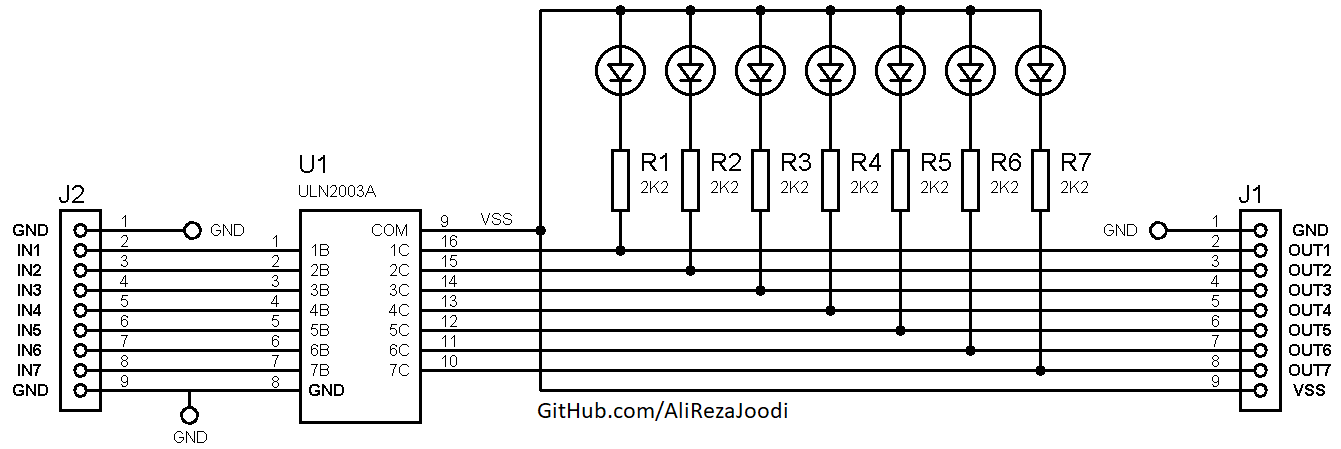 R1 R2 R3 R4 R5 R6 R7
2K2 2K2 2K2 2K2 2K2 2K2 2K2
U1
ULN2003A
J2
J1
GND 1 GND COM 9 VSS GND 1 GND
IN1 2 1 1B 1C 16 2 OUT1
IN2 3 2 2B 2C 15 3 OUT2
IN3 4 3 3B 3C 14 4 OUT3
IN4 5 4 4B 4C 13 5 OUT4
IN5 6 5 5B 5C 12 6 OUT5
IN6 7 6 6B 6C 11 7 OUT6
IN7 8 7 7B 7C 10 8 OUT7
GND 9 8 GND 9 VSS
GND
GitHub.com/AliRezaJoodi